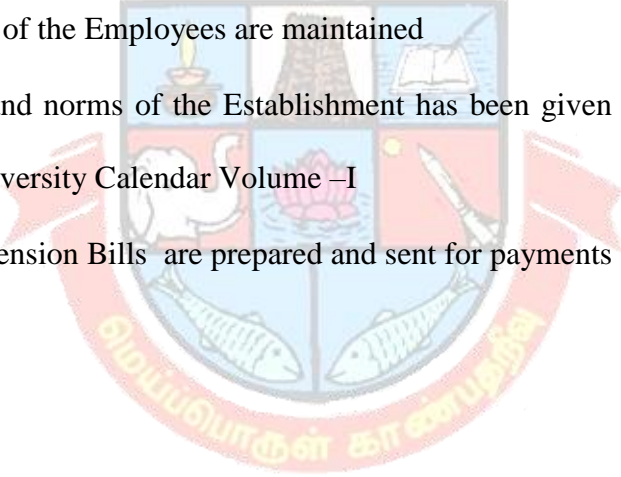 of the Employees are maintained
nd norms of the Establishment has been given
versity Calendar Volume –I
ension Bills are prepared and sent for payments
மெய்ப்பொருள் காண்பதறிவு